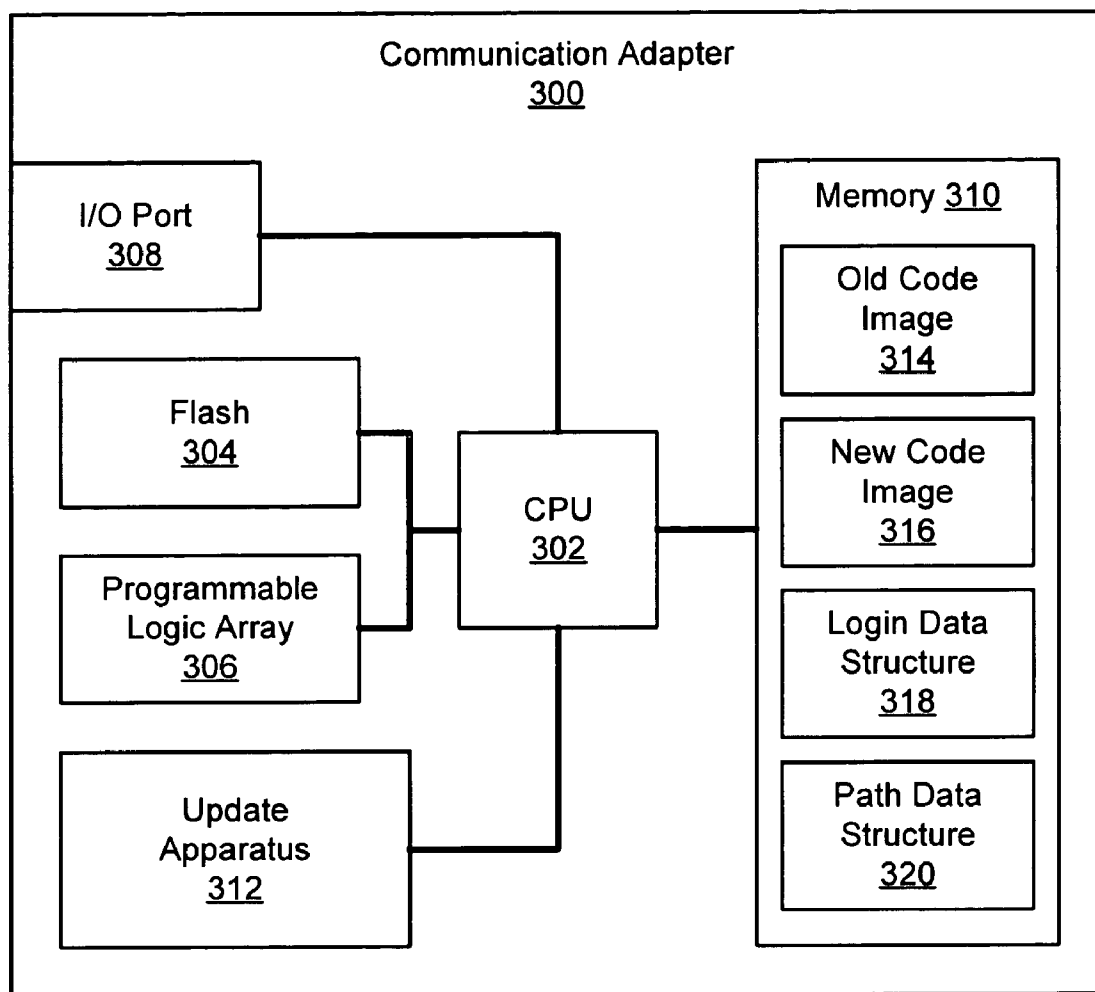 Communication Adapter
300
I/O Port
308
Flash
304
Programmable
Logic Array
306
Update
Apparatus
312
CPU
302
Memory 310
Old Code
Image
314
New Code
Image
316
Login Data
Structure
318
Path Data
Structure
320